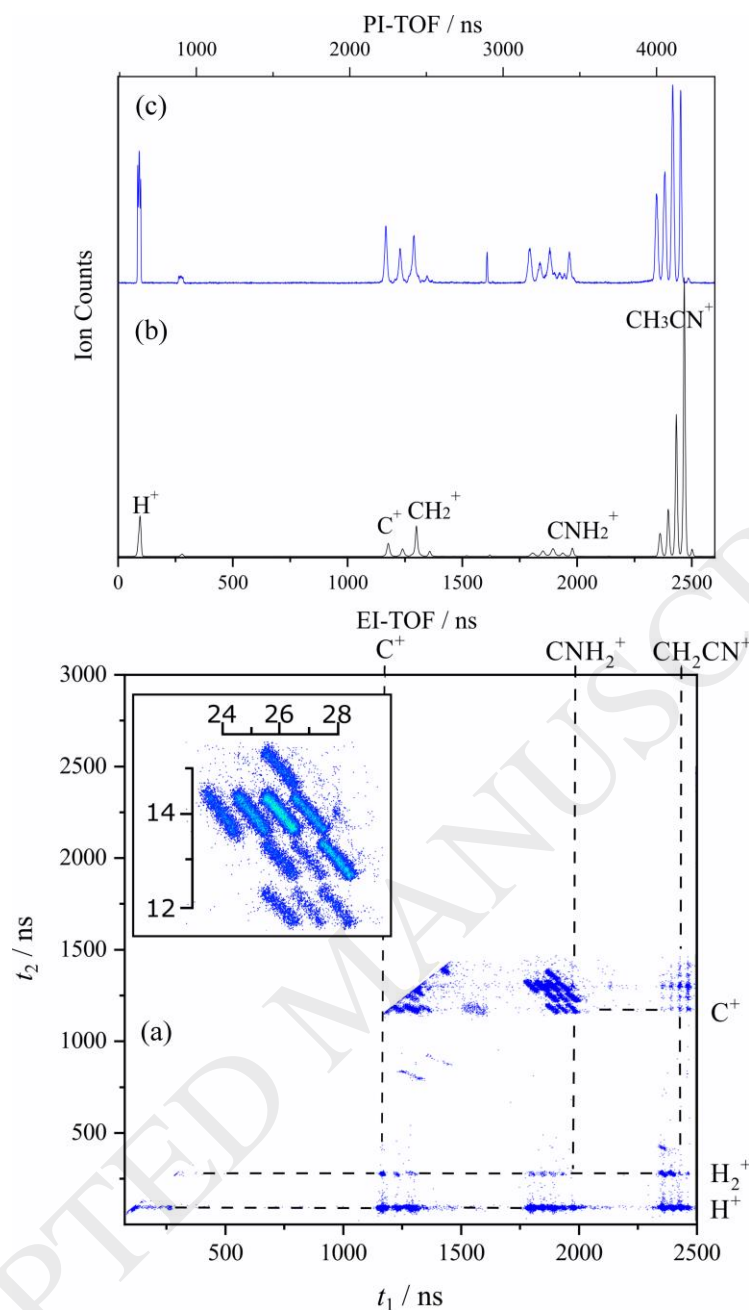 PI-TOF / ns
1000 2000 3000 4000
(c)
Ion Counts
(b)
H⁺
C⁺
CH₂⁺
CNH₂⁺
CH₃CN⁺
0 500 1000 1500 2000 2500
EI-TOF / ns
C⁺ CNH₂⁺ CH₂CN⁺
3000
2500
2000
1500
1000
500
24 26 28
14
12
t₂ / ns
(a)
C⁺
H₂⁺
H⁺
500 1000 1500 2000 2500
t₁ / ns
PTED MANUSC